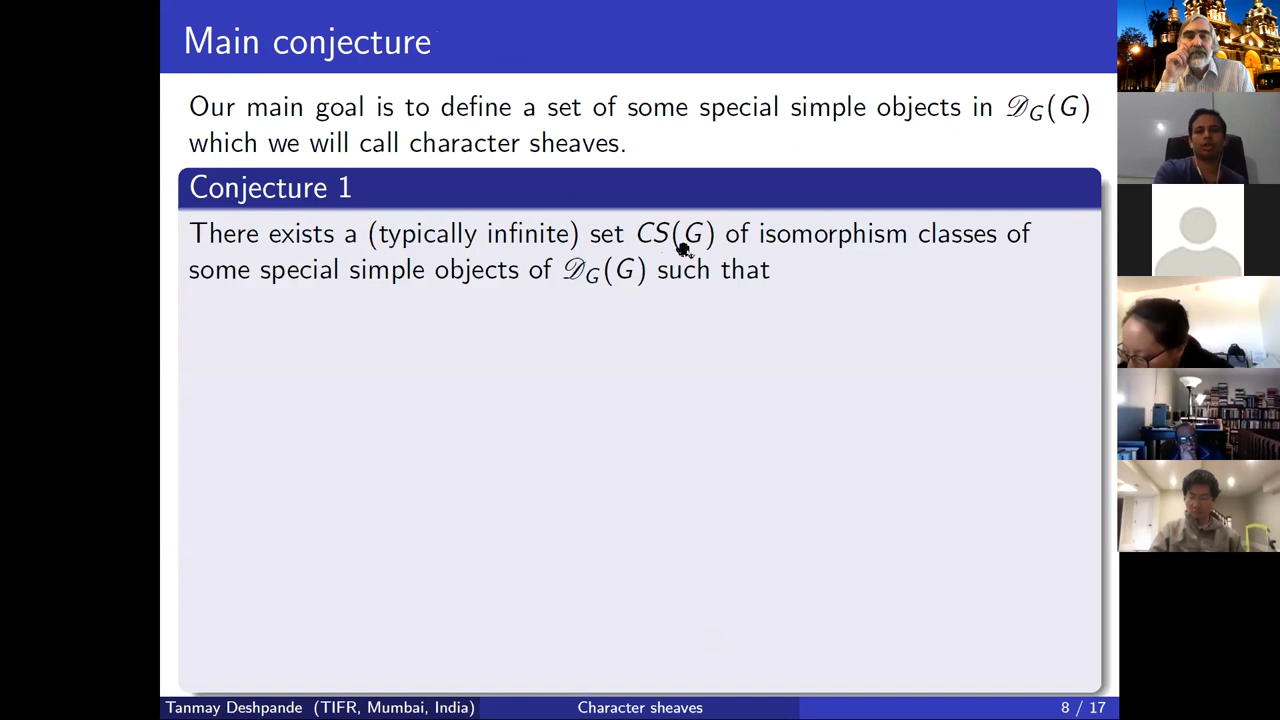 Main conjecture
Our main goal is to define a set of some special simple objects in 𝒟_G(G)
which we will call character sheaves.
Conjecture 1
There exists a (typically infinite) set CS(G) of isomorphism classes of
some special simple objects of 𝒟_G(G) such that
Tanmay Deshpande (TIFR, Mumbai, India) Character sheaves 8 / 17